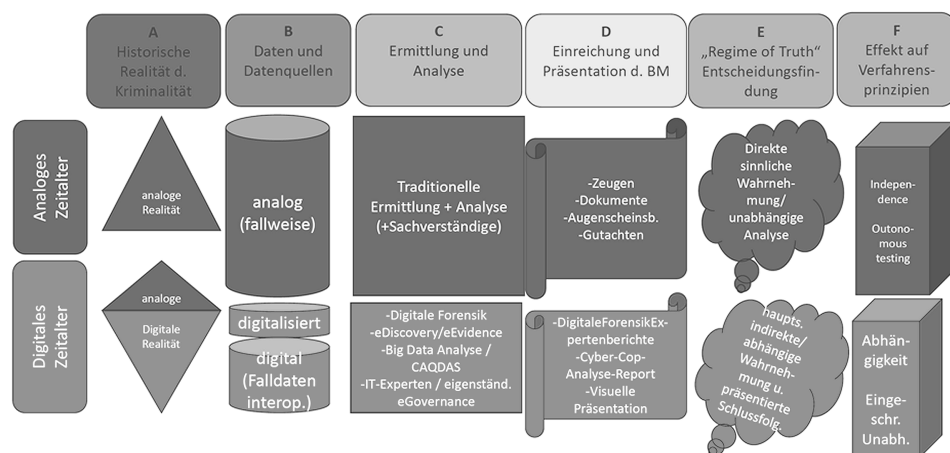 A
Historische
Realität d.
Kriminalität
B
Daten und
Datenquellen
C
Ermittlung und
Analyse
D
Einreichung und
Präsentation d. BM
E
„Regime of Truth“
Entscheidungsfin-
dung
F
Effekt auf
Verfahrens-
prinzipien
Analoges
Zeitalter
analoge
Realität
analog
(fallweise)
Traditionelle
Ermittlung + Analyse
(+Sachverständige)
-Zeugen
-Dokumente
-Augenscheinsb.
-Gutachten
Direkte
sinnliche
Wahrneh-
mung/
unabhängige
Analyse
Indepen-
dence
Outono-
mous
testing
Digitales
Zeitalter
analoge
Digitale
Realität
digitalisiert
digital
(Falldaten
interop.)
-Digitale Forensik
-eDiscovery/eEvidence
-Big Data Analyse /
CAQDAS
-IT-Experten / eigenständ.
eGovernance
-DigitaleForensikEx-
pertenberichte
-Cyber-Cop-
Analyse-Report
-Visuelle
Präsentation
haupts.
indirekte/
abhängige
Wahrneh-
mung u.
präsentierte
Schlussfolg.
Abhän-
gigkeit
Einge-
schr.
Unabh.